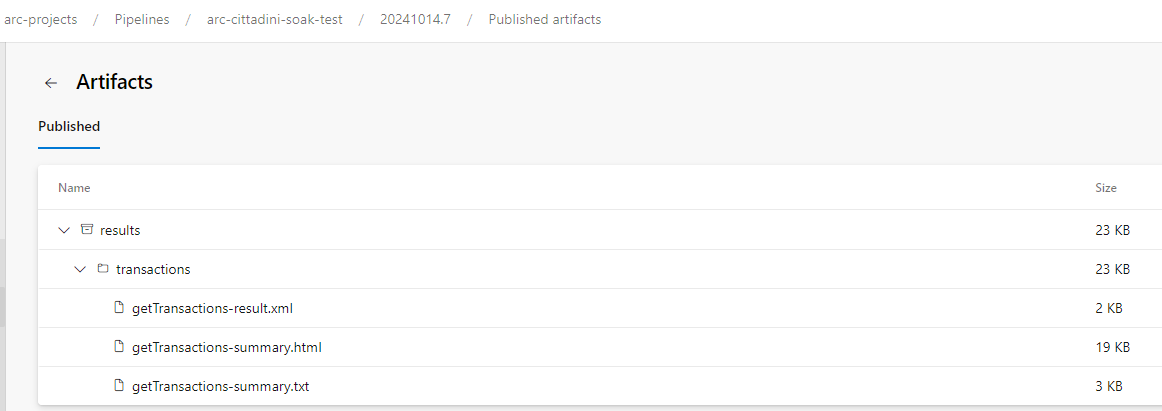 arc-projects / Pipelines / arc-cittadini-soak-test / 20241014.7 / Published artifacts
Artifacts
Published
Name Size
results 23 KB
transactions 23 KB
getTransactions-result.xml 2 KB
getTransactions-summary.html 19 KB
getTransactions-summary.txt 3 KB